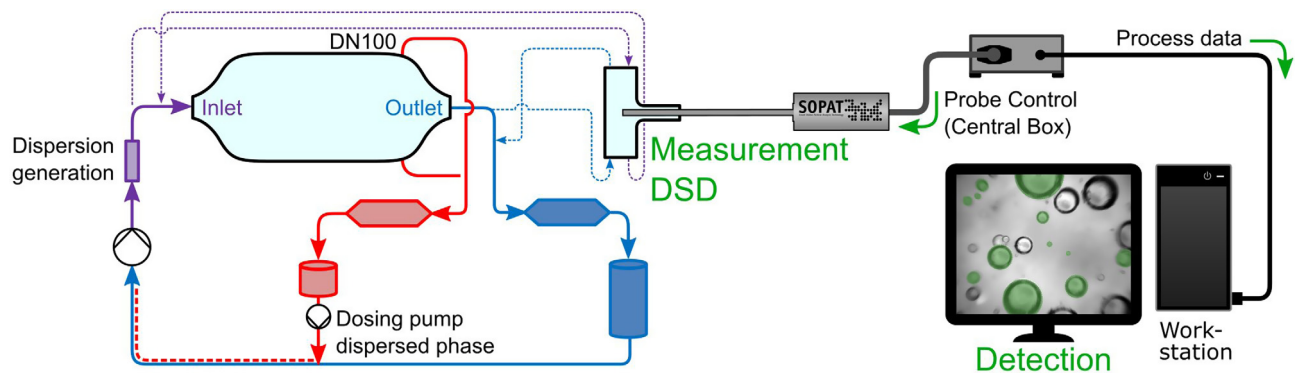 DN100
Process data
Inlet
Outlet
SOPAT
Probe Control
(Central Box)
Dispersion
generation
Measurement
DSD
Dosing pump
dispersed phase
Detection
Work-
station